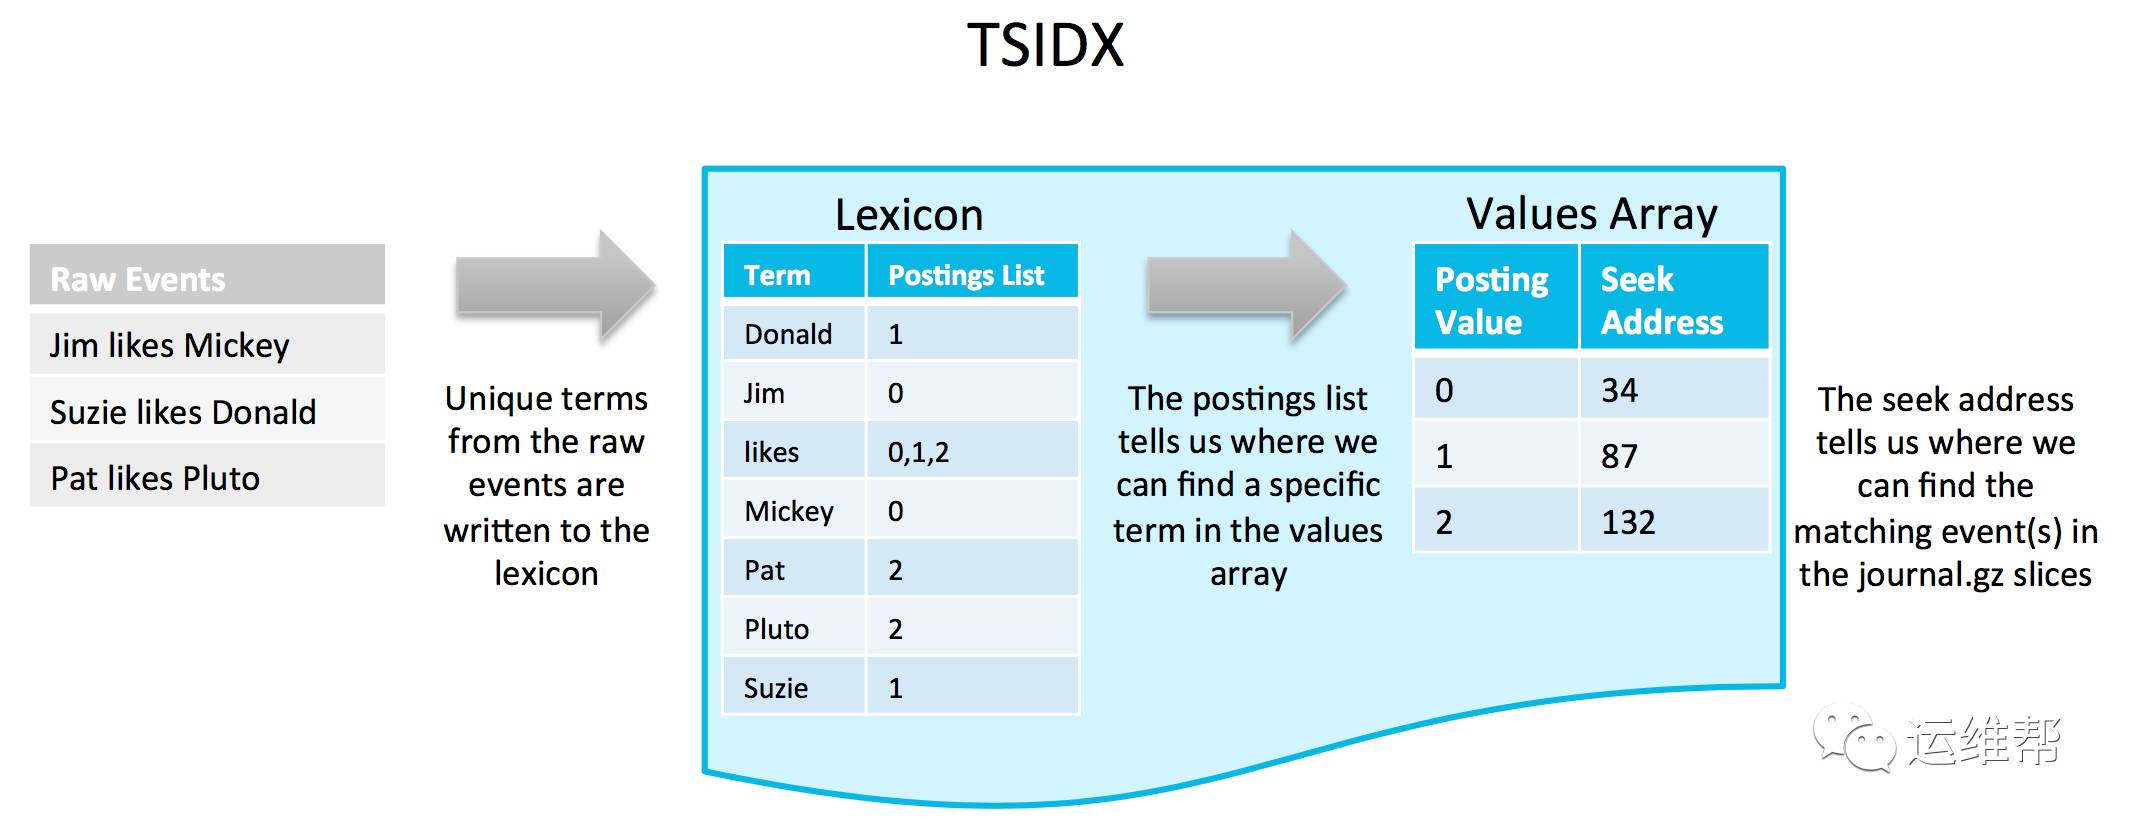 TSIDX
Raw Events
Jim likes Mickey
Suzie likes Donald
Pat likes Pluto
Unique terms
from the raw
events are
written to the
lexicon
Lexicon
Term Postings List
Donald 1
Jim 0
likes 0,1,2
Mickey 0
Pat 2
Pluto 2
Suzie 1
The postings list
tells us where we
can find a specific
term in the values
array
Values Array
Posting Value Seek Address
0 34
1 87
2 132
The seek address
tells us where we
can find the
matching event(s) in
the journal.gz slices
运维帮